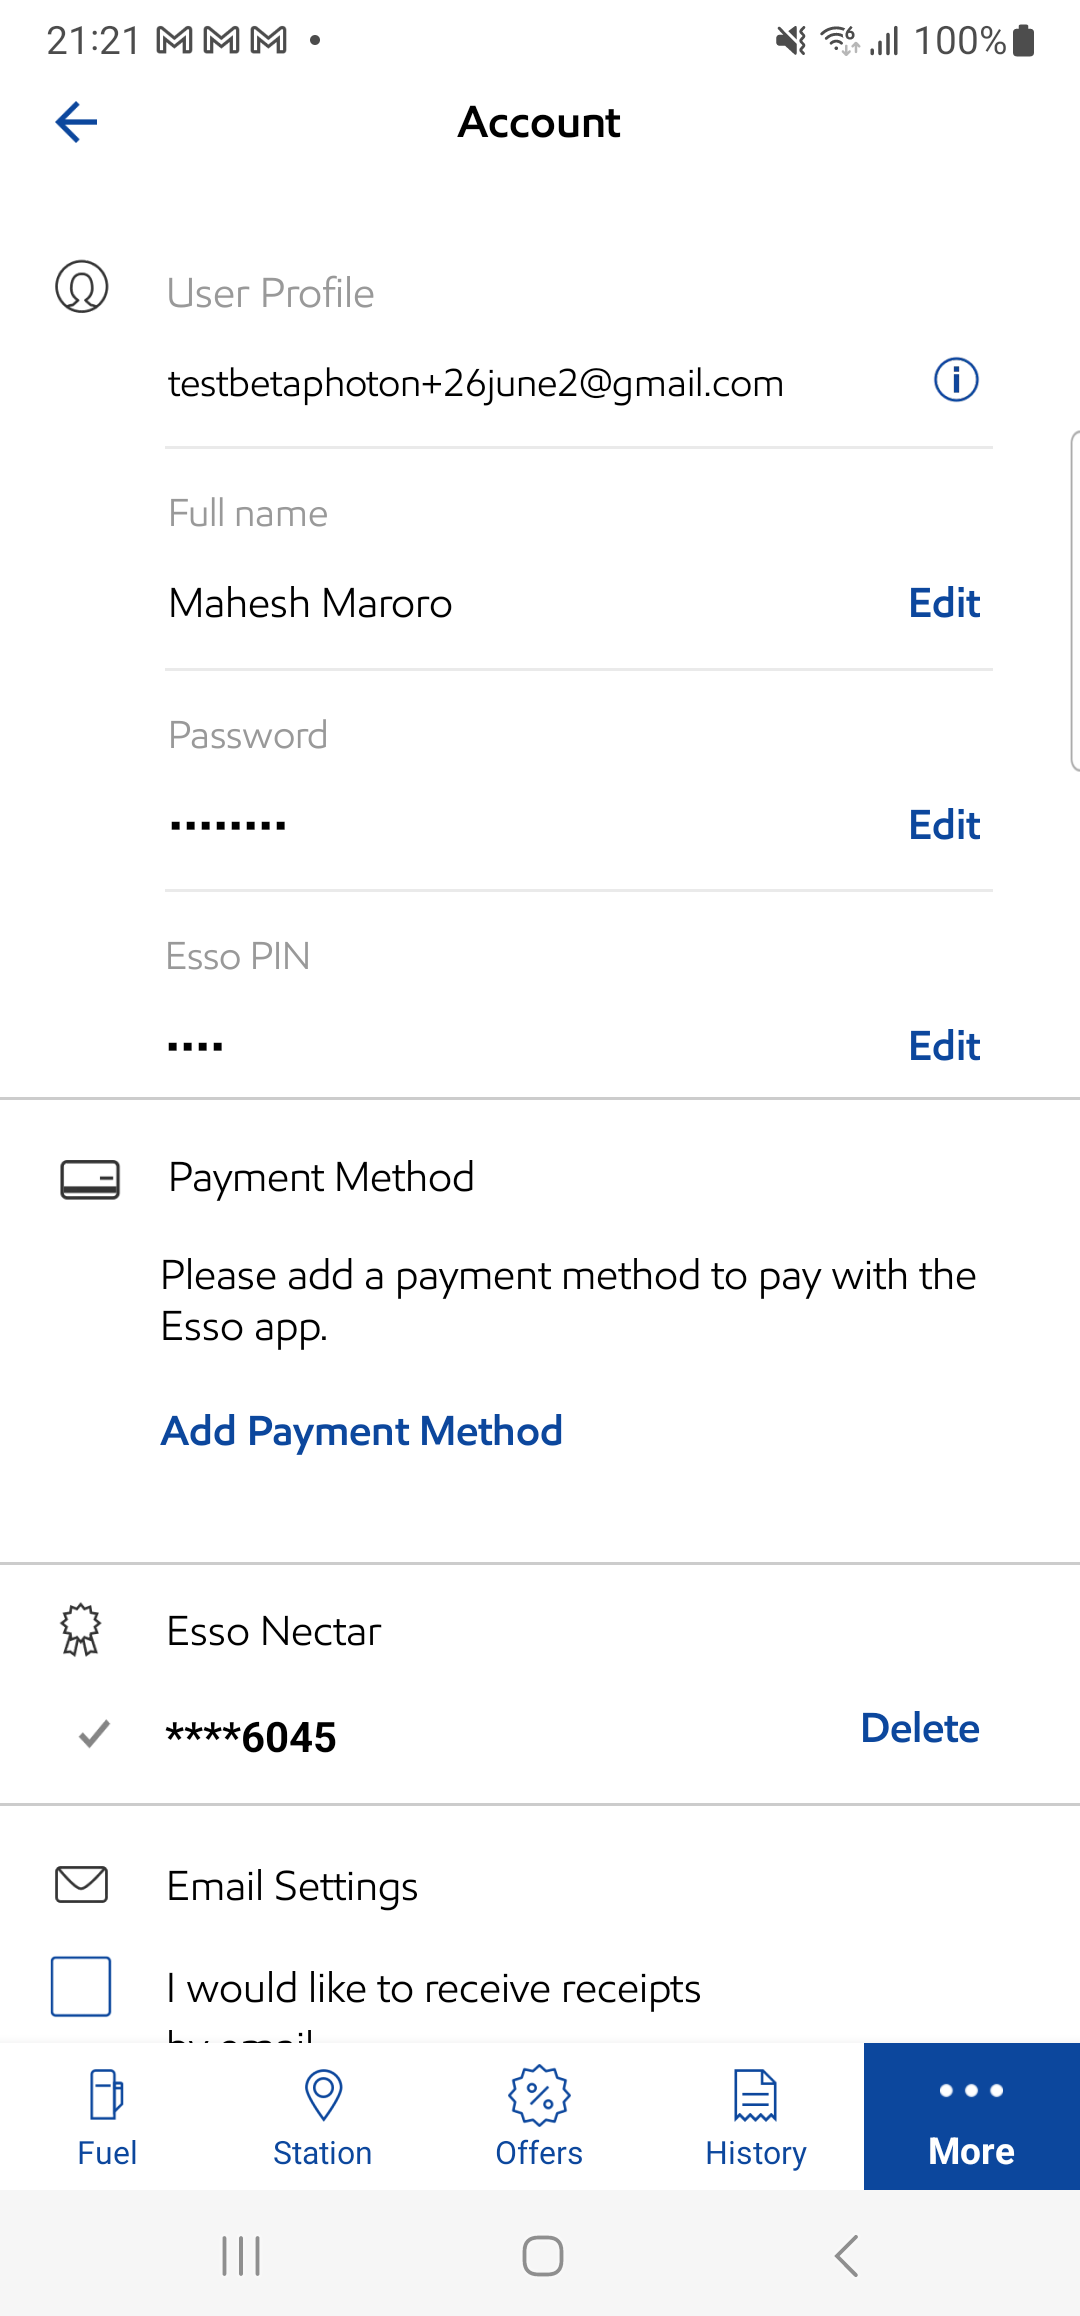 21:21
100%
Account
User Profile
testbetaphoton+26june2@gmail.com
Full name
Mahesh Maroro
Edit
Password
••••••••
Edit
Esso PIN
••••
Edit
Payment Method
Please add a payment method to pay with the
Esso app.
Add Payment Method
Esso Nectar
****6045
Delete
Email Settings
I would like to receive receipts
by email
Fuel
Station
Offers
History
More